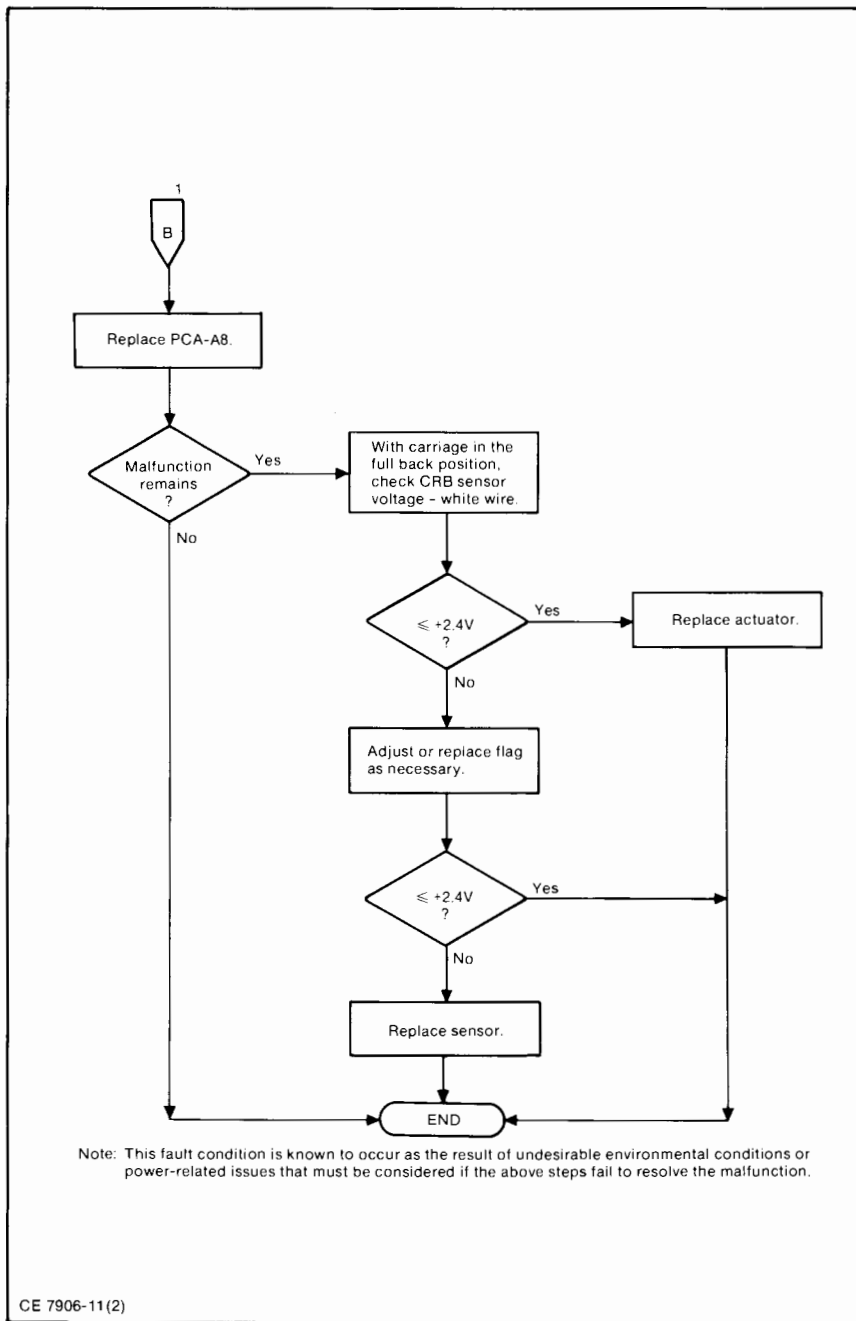 1
B
Replace PCA-A8.
Malfunction
remains
?
Yes
No
With carriage in the
full back position,
check CRB sensor
voltage - white wire.
≤ +2.4V
?
Yes
No
Replace actuator.
Adjust or replace flag
as necessary.
≤ +2.4V
?
Yes
No
Replace sensor.
END
Note: This fault condition is known to occur as the result of undesirable environmental conditions or
power-related issues that must be considered if the above steps fail to resolve the malfunction.
CE 7906-11(2)